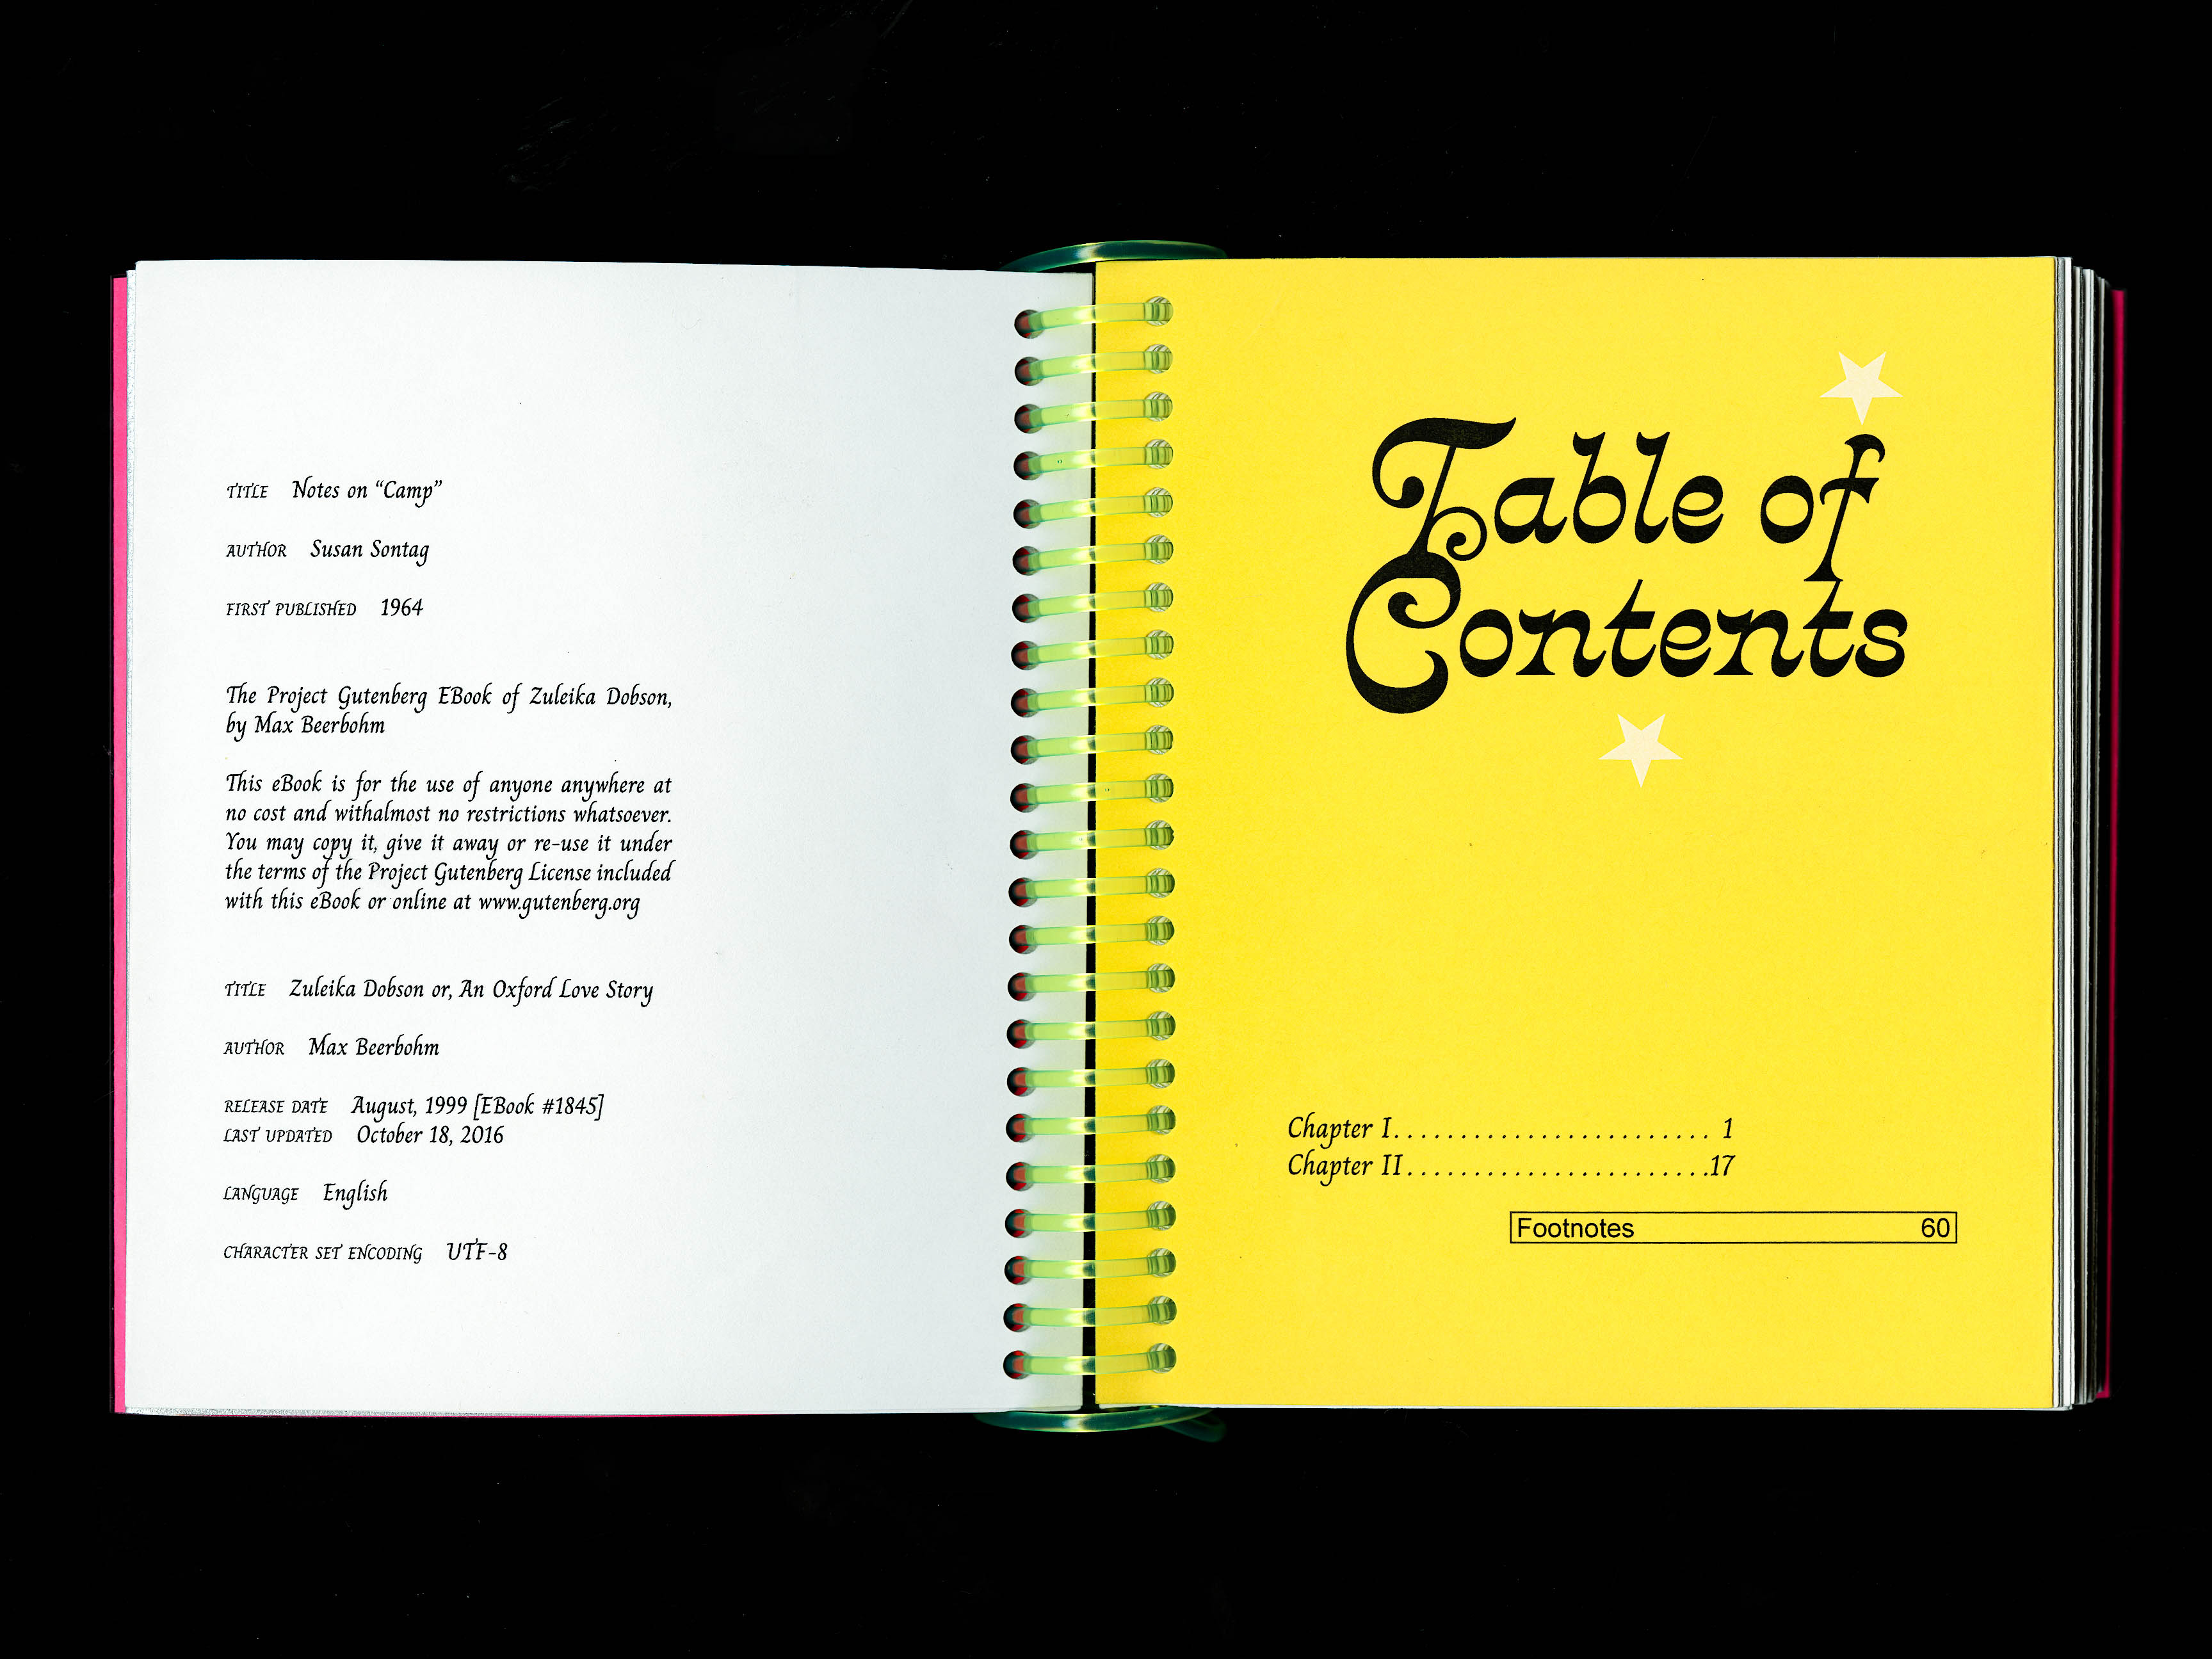 TITLE Notes on “Camp”
AUTHOR Susan Sontag
FIRST PUBLISHED 1964
The Project Gutenberg EBook of Zuleika Dobson,
by Max Beerbohm
This eBook is for the use of anyone anywhere at
no cost and withalmost no restrictions whatsoever.
You may copy it, give it away or re-use it under
the terms of the Project Gutenberg License included
with this eBook or online at www.gutenberg.org
TITLE Zuleika Dobson or, An Oxford Love Story
AUTHOR Max Beerbohm
RELEASE DATE August, 1999 [EBook #1845]
LAST UPDATED October 18, 2016
LANGUAGE English
CHARACTER SET ENCODING UTF-8
Table of
Contents
Chapter I........................ 1
Chapter II.......................17
Footnotes 60